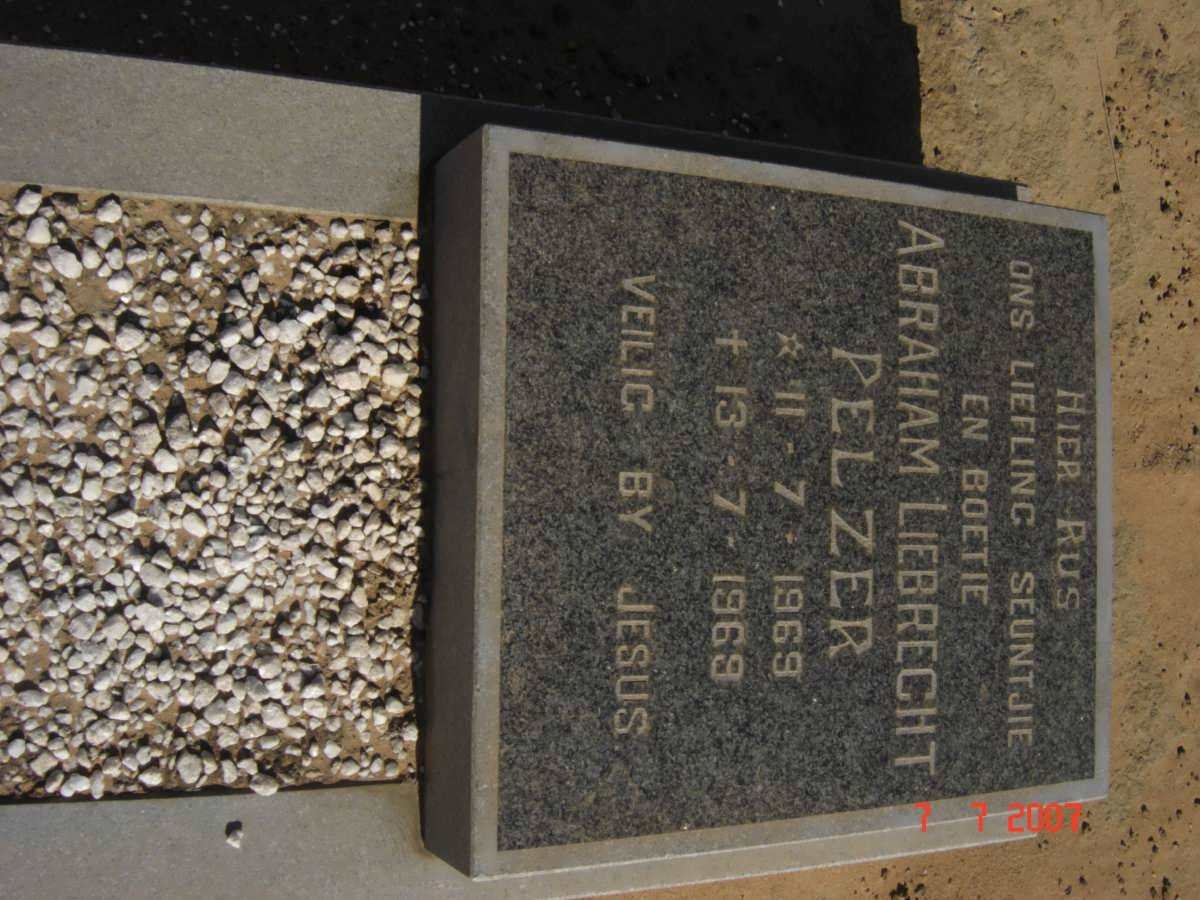 HIER RUS
ONS LIEFLING SEUNTJIE
EN BOETIE
ABRAHAM LIEBRECHT
PELZER
☆ 11-7-1969
✝ 13-7-1969
VEILIG BY JESUS.
7 7 2007